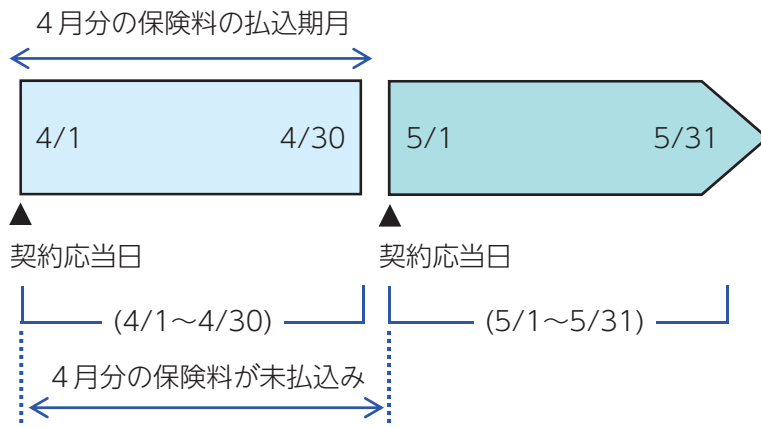 4月分の保険料の払込期月
4/1 4/30 5/1 5/31
▲ ▲
契約応当日 契約応当日
(4/1～4/30) (5/1～5/31)
4月分の保険料が未払込み